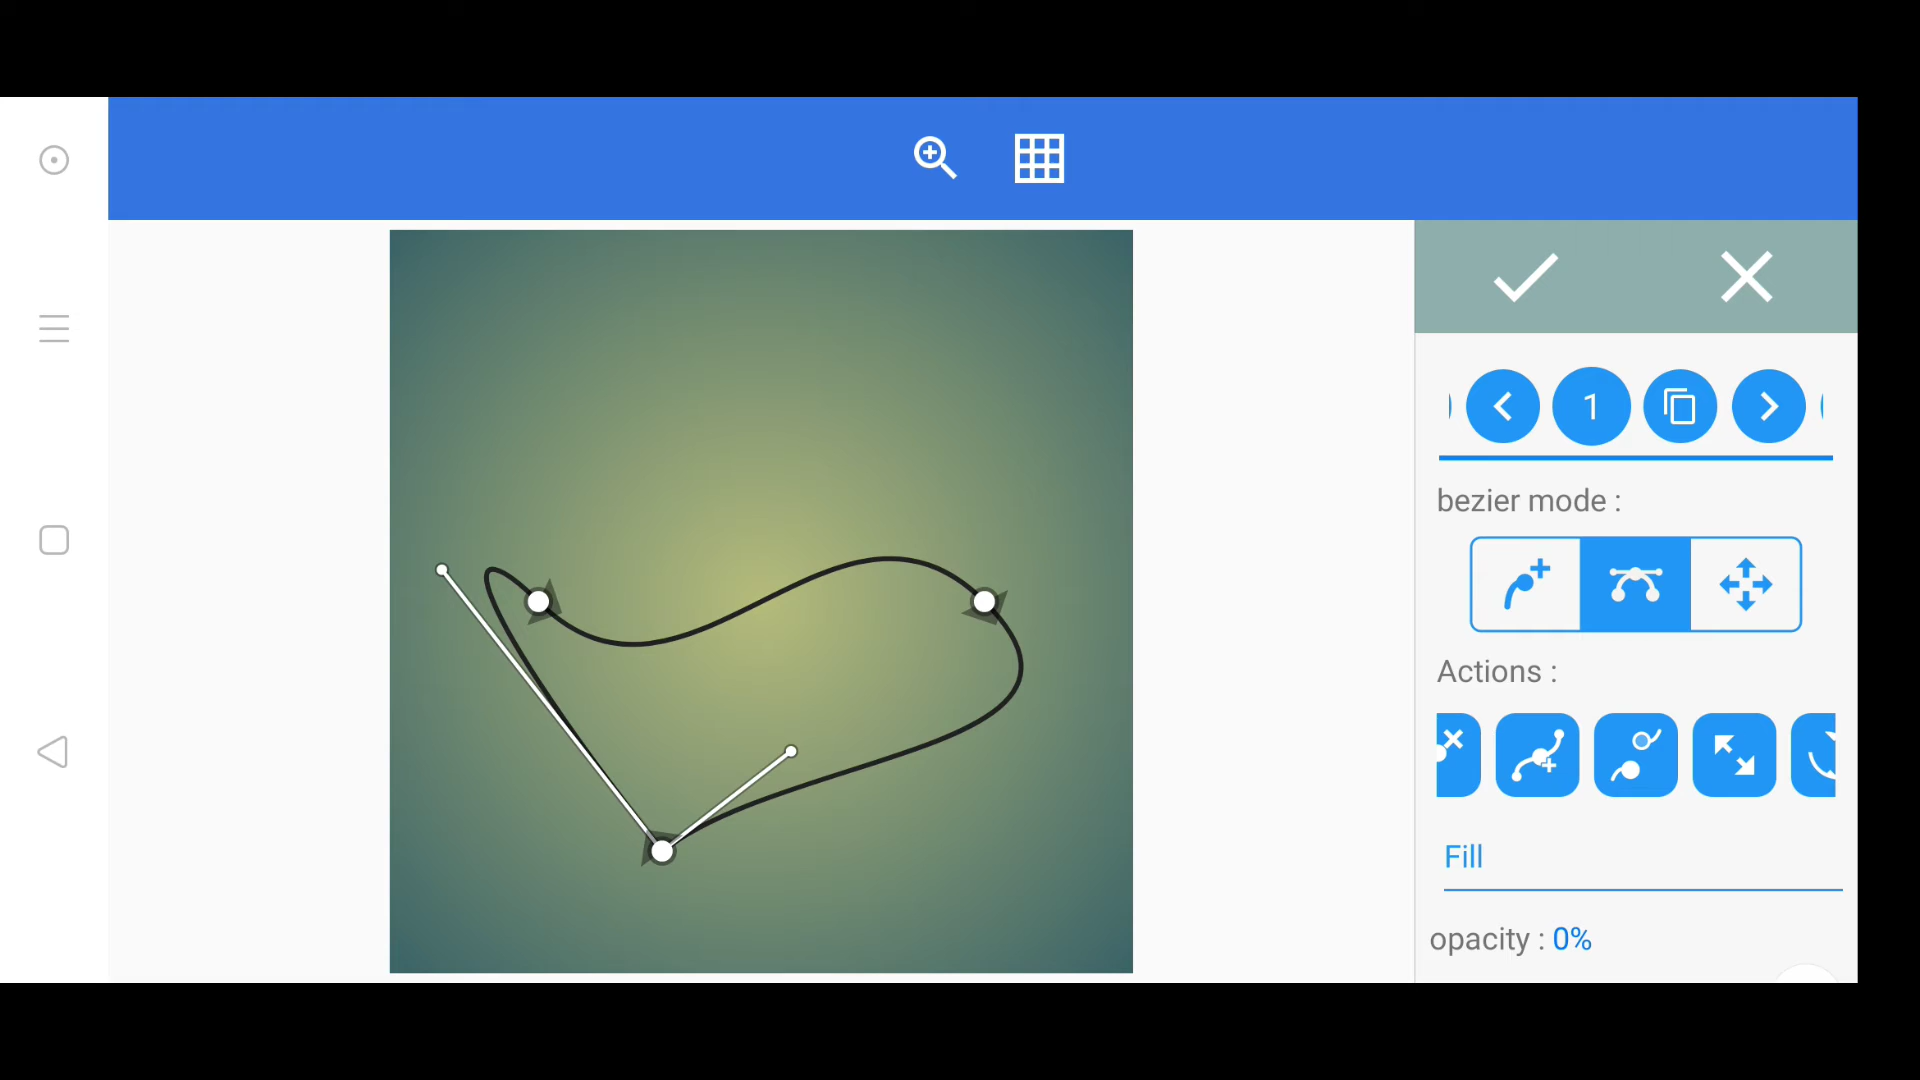 1
bezier mode :
Actions :
Fill
opacity : 0%